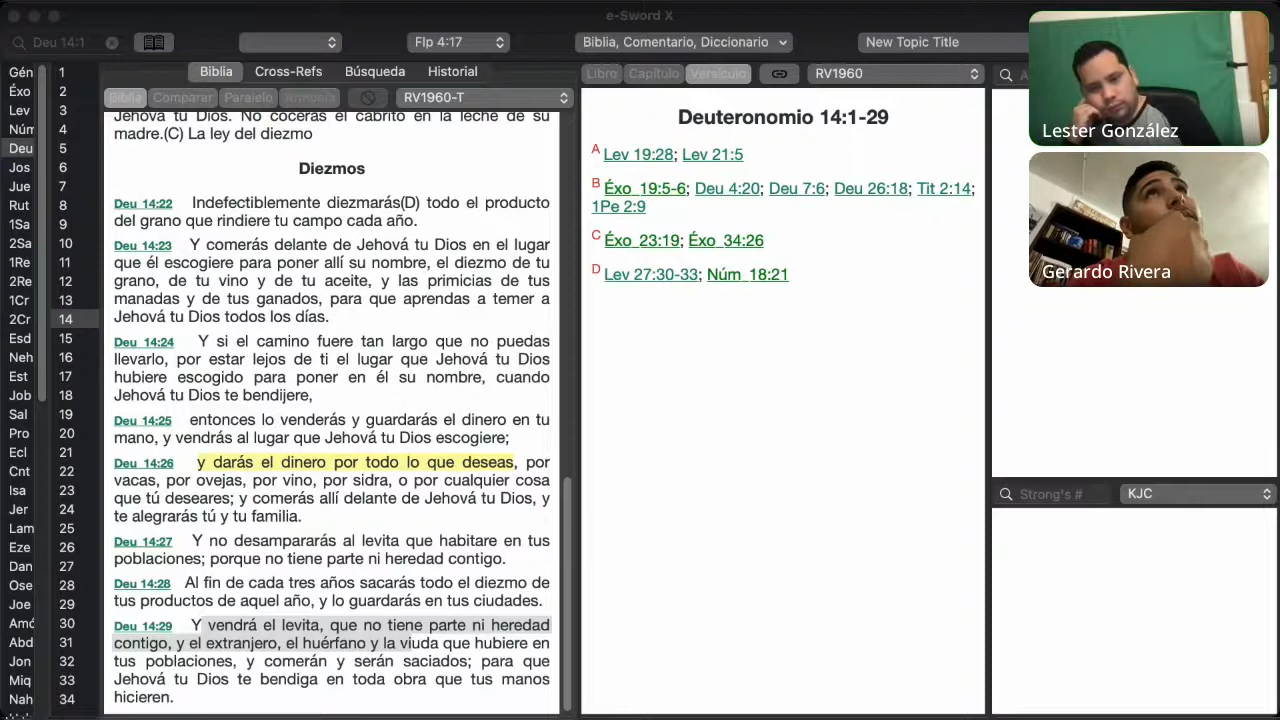 e-Sword X
Deu 14:1
Flp 4:17
Biblia, Comentario, Diccionario
New Topic Title
Biblia
Cross-Refs
Búsqueda
Historial
Libro
Capítulo
Versículo
RV1960
Biblia
Comparar
Paralelo
Armonía
RV1960-T
Gén
Éxo
Lev
Núm
Deu
Jos
Jue
Rut
1Sa
2Sa
1Re
2Re
1Cr
2Cr
Esd
Neh
Est
Job
Sal
Pro
Ecl
Cnt
Isa
Jer
Lam
Eze
Dan
Ose
Joe
Amó
Abd
Jon
Miq
Nah
1
2
3
4
5
6
7
8
9
10
11
12
13
14
15
16
17
18
19
20
21
22
23
24
25
26
27
28
29
30
31
32
33
34
Jehová tu Dios. No cocerás el cabrito en la leche de su
madre.(C) La ley del diezmo
Diezmos
Deu 14:22 Indefectiblemente diezmarás(D) todo el producto
del grano que rindiere tu campo cada año.
Deu 14:23 Y comerás delante de Jehová tu Dios en el lugar
que él escogiere para poner allí su nombre, el diezmo de tu
grano, de tu vino y de tu aceite, y las primicias de tus
manadas y de tus ganados, para que aprendas a temer a
Jehová tu Dios todos los días.
Deu 14:24 Y si el camino fuere tan largo que no puedas
llevarlo, por estar lejos de ti el lugar que Jehová tu Dios
hubiere escogido para poner en él su nombre, cuando
Jehová tu Dios te bendijere,
Deu 14:25 entonces lo venderás y guardarás el dinero en tu
mano, y vendrás al lugar que Jehová tu Dios escogiere;
Deu 14:26 y darás el dinero por todo lo que deseas, por
vacas, por ovejas, por vino, por sidra, o por cualquier cosa
que tú deseares; y comerás allí delante de Jehová tu Dios, y
te alegrarás tú y tu familia.
Deu 14:27 Y no desampararás al levita que habitare en tus
poblaciones; porque no tiene parte ni heredad contigo.
Deu 14:28 Al fin de cada tres años sacarás todo el diezmo de
tus productos de aquel año, y lo guardarás en tus ciudades.
Deu 14:29 Y vendrá el levita, que no tiene parte ni heredad
contigo, y el extranjero, el huérfano y la viuda que hubiere en
tus poblaciones, y comerán y serán saciados; para que
Jehová tu Dios te bendiga en toda obra que tus manos
hicieren.
Deuteronomio 14:1-29
A Lev 19:28; Lev 21:5
B Éxo 19:5-6; Deu 4:20; Deu 7:6; Deu 26:18; Tit 2:14;
1Pe 2:9
C Éxo 23:19; Éxo 34:26
D Lev 27:30-33; Núm 18:21
Lester González
Gerardo Rivera
Strong's #
KJC